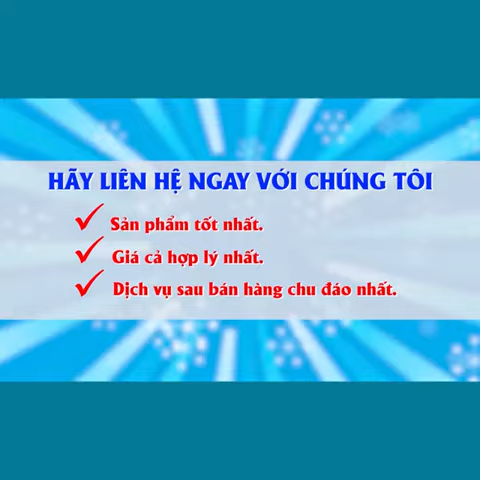 HÃY LIÊN HỆ NGAY VỚI CHÚNG TÔI
Sản phẩm tốt nhất.
Giá cả hợp lý nhất.
Dịch vụ sau bán hàng chu đáo nhất.